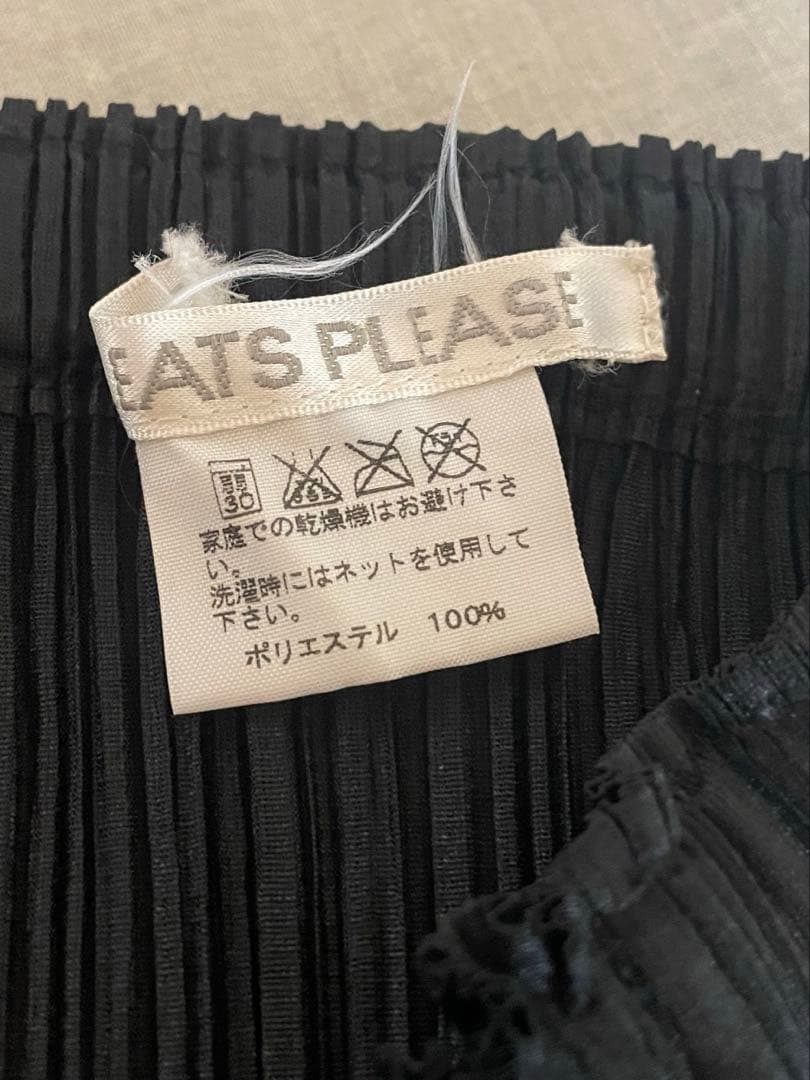 EATS PLEASE
弱
30
家庭での乾燥機はお避け下さ
い。
洗濯時にはネットを使用して
下さい。
ポリエステル 100%